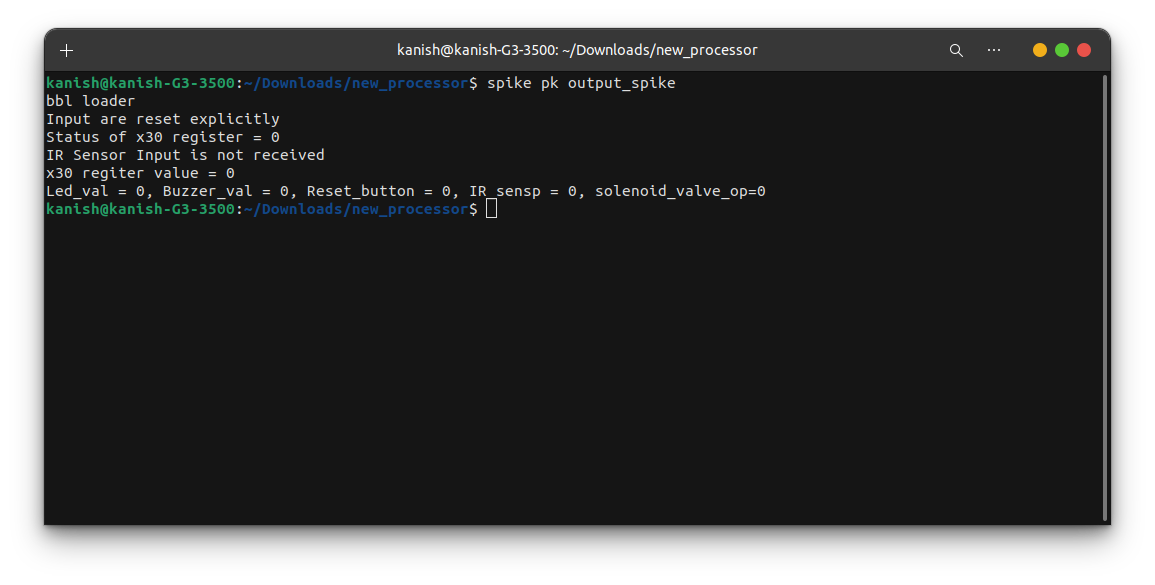 kanish@kanish-G3-3500: ~/Downloads/new_processor
kanish@kanish-G3-3500:~/Downloads/new_processor$ spike pk output_spike
bbl loader
Input are reset explicitly
Status of x30 register = 0
IR Sensor Input is not received
x30 regiter value = 0
Led_val = 0, Buzzer_val = 0, Reset_button = 0, IR_sensp = 0, solenoid_valve_op=0
kanish@kanish-G3-3500:~/Downloads/new_processor$